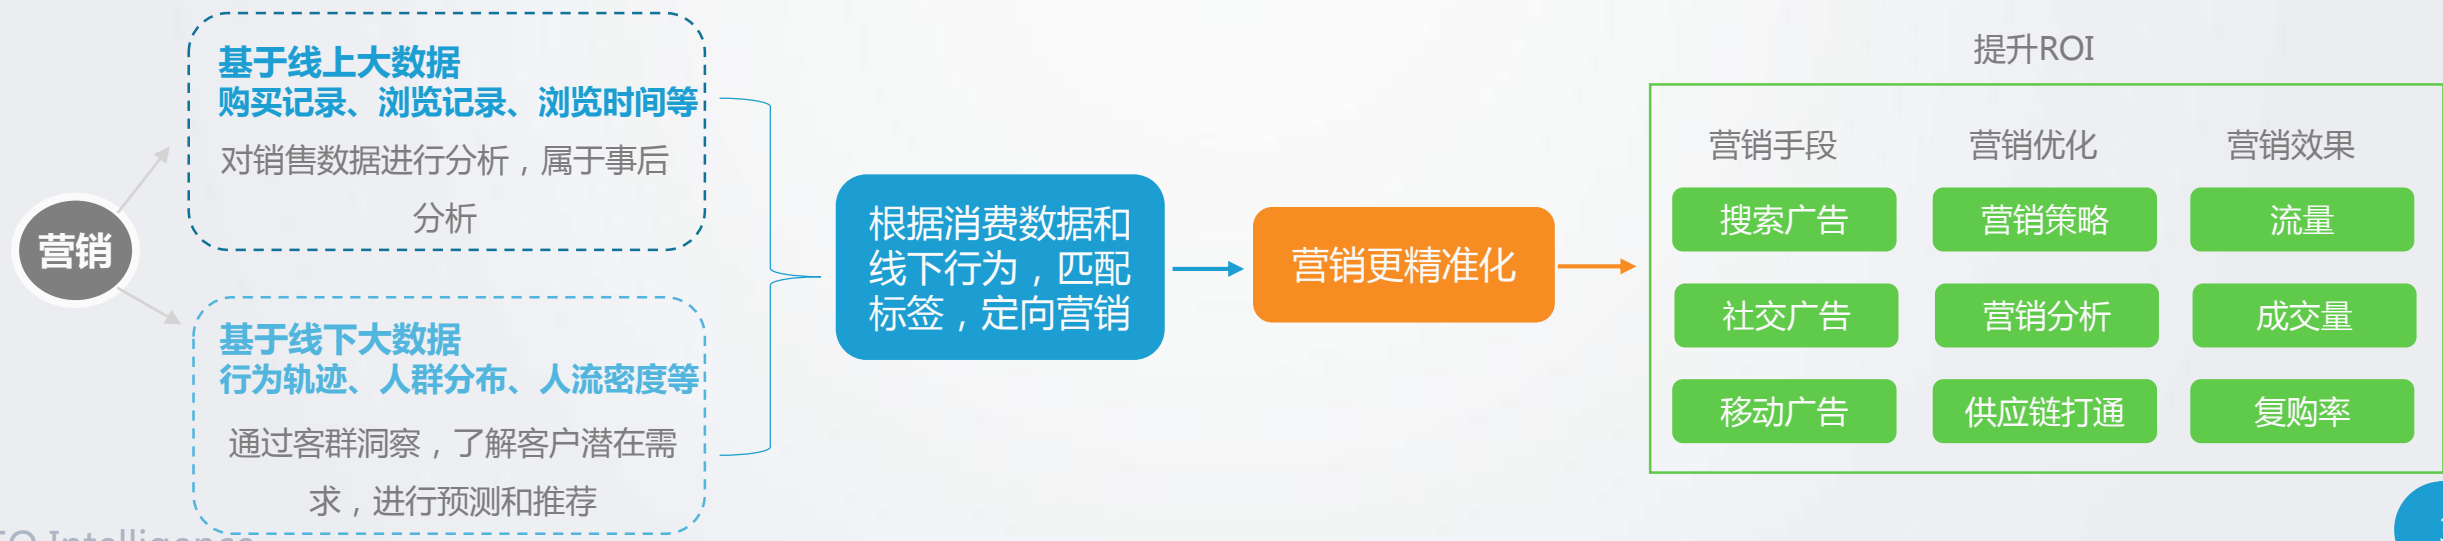 营销
基于线上大数据
购买记录、浏览记录、浏览时间等
对销售数据进行分析，属于事后
分析
基于线下大数据
行为轨迹、人群分布、人流密度等
通过客群洞察，了解客户潜在需
求，进行预测和推荐
根据消费数据和
线下行为，匹配
标签，定向营销
营销更精准化
提升ROI
营销手段 营销优化 营销效果
搜索广告 营销策略 流量
社交广告 营销分析 成交量
移动广告 供应链打通 复购率
Intelligence